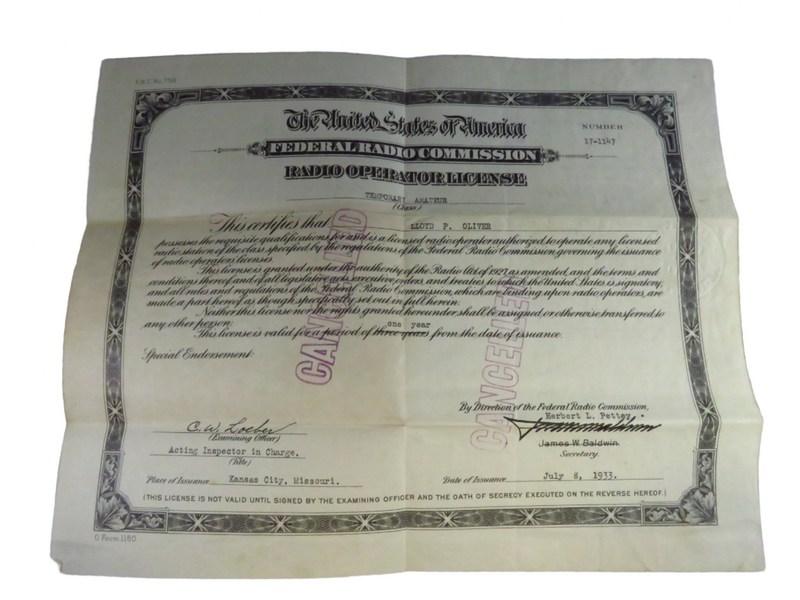 F.R.C. No. 756
The United States of America
NUMBER
FEDERAL RADIO COMMISSION
17-1147
RADIO OPERATOR LICENSE
TEMPORARY AMATEUR
(Class)
This certifies that LLOYD P. OLIVER
possesses the requisite qualifications for and is a licensed radio operator authorized to operate any licensed
radio station of the class specified by the regulations of the Federal Radio Commission governing the issuance
of radio operators licenses.
This license is granted under the authority of the Radio Act of 1927 as amended, and the terms and
conditions thereof and of all legislative acts, executive orders, and treaties to which the United States is signatory,
and all rules and regulations of the Federal Radio Commission, which are binding upon radio operators, are
made a part hereof as though specifically set out in full herein.
Neither this license nor the rights granted hereunder shall be assigned or otherwise transferred to
any other person.
one year
This license is valid for a period of three years from the date of issuance.
Special Endorsement:
CANCELLED
CANCELLED
By Direction of the Federal Radio Commission,
Herbert L. Pettey
C. W. Loeber
(Examining Officer)
James W. Baldwin
Acting Inspector in Charge.
Secretary.
(Title)
Place of Issuance Kansas City, Missouri.
Date of Issuance July 8, 1933.
(THIS LICENSE IS NOT VALID UNTIL SIGNED BY THE EXAMINING OFFICER AND THE OATH OF SECRECY EXECUTED ON THE REVERSE HEREOF.)
O Form 1160